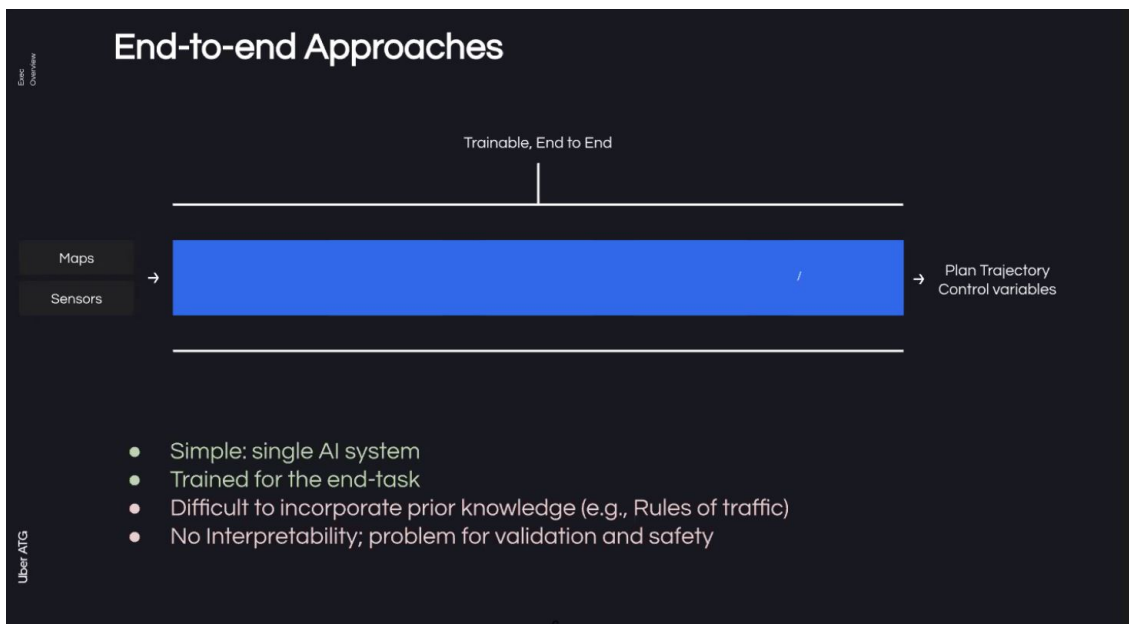 Exec
Overview
End-to-end Approaches
Trainable, End to End
Maps
Sensors
→
/
→
Plan Trajectory
Control variables
● Simple: single AI system
● Trained for the end-task
● Difficult to incorporate prior knowledge (e.g., Rules of traffic)
● No Interpretability; problem for validation and safety
Uber ATG